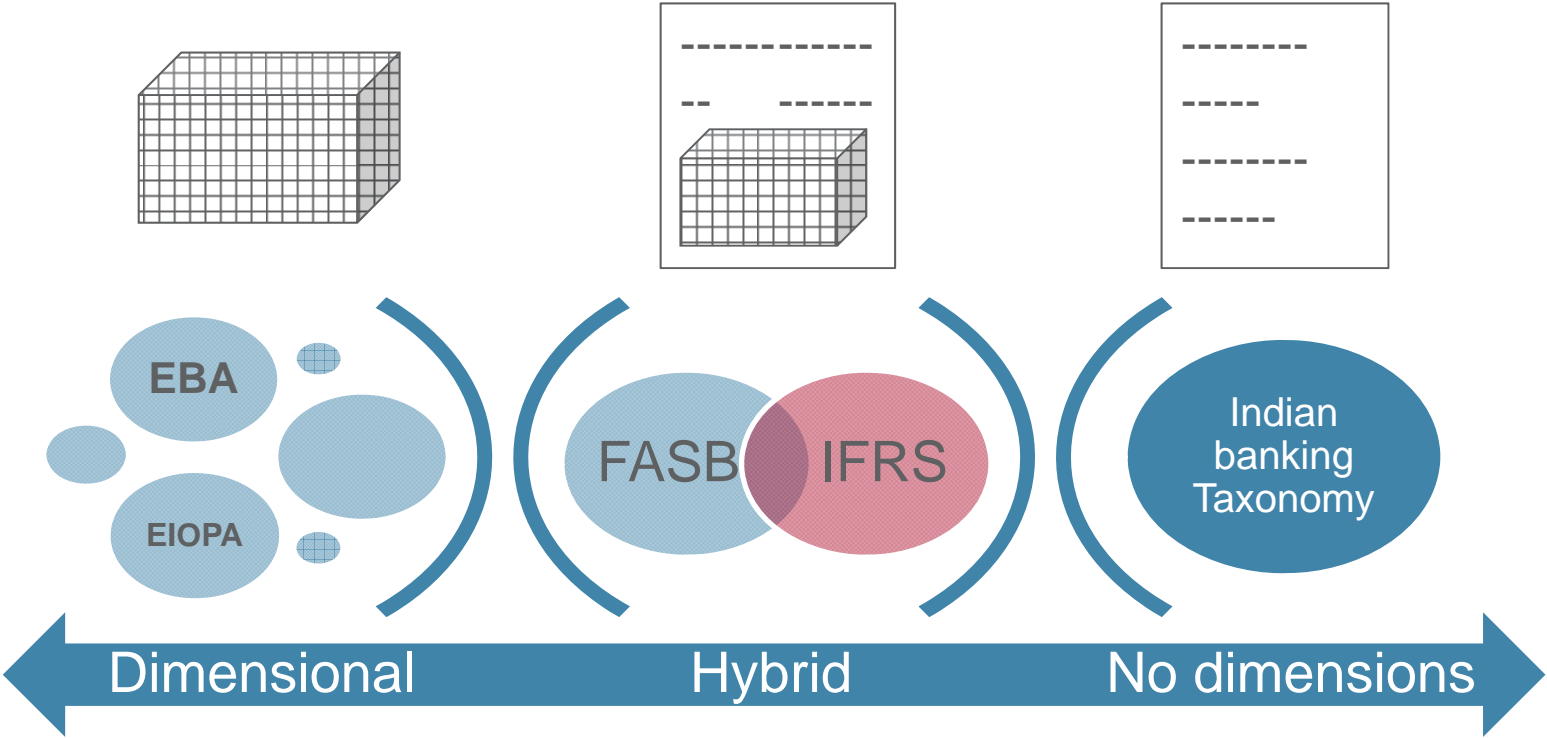 EBA
EIOPA
FASB
IFRS
Indian
banking
Taxonomy
Dimensional
Hybrid
No dimensions